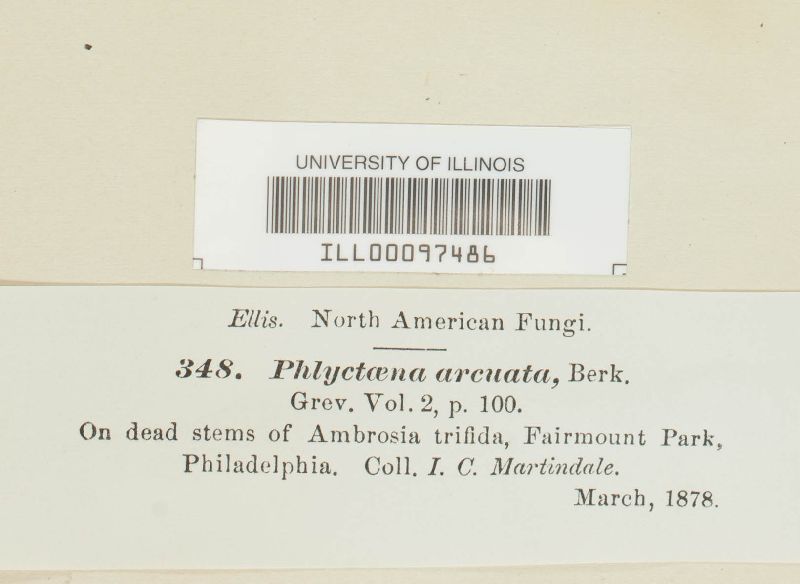 UNIVERSITY OF ILLINOIS
ILL00097486
Ellis. North American Fungi.
348. Phlyctæna arcuata, Berk.
Grev. Vol. 2, p. 100.
On dead stems of Ambrosia trifida, Fairmount Park,
Philadelphia. Coll. I. C. Martindale.
March, 1878.